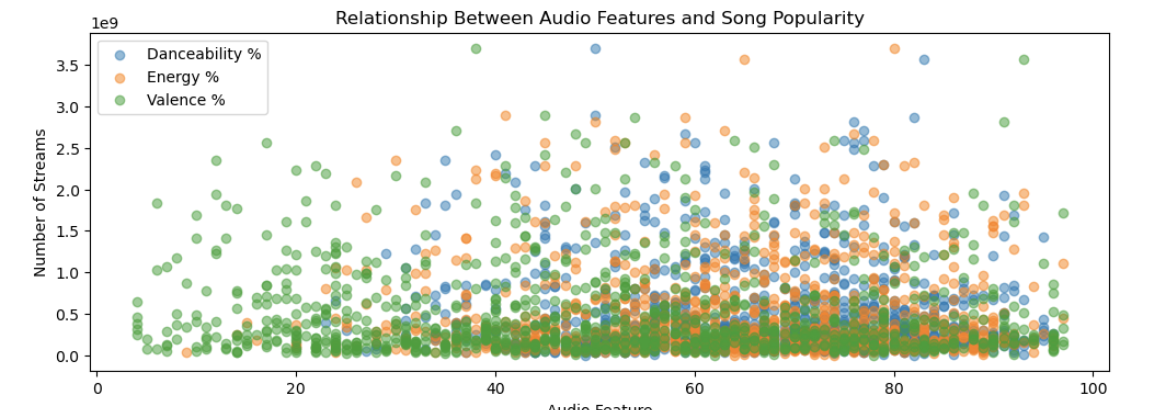 Relationship Between Audio Features and Song Popularity
1e9
Danceability %
Energy %
Valence %
3.5
3.0
2.5
2.0
1.5
1.0
0.5
0.0
Number of Streams
0 20 40 60 80 100
Audio Feature